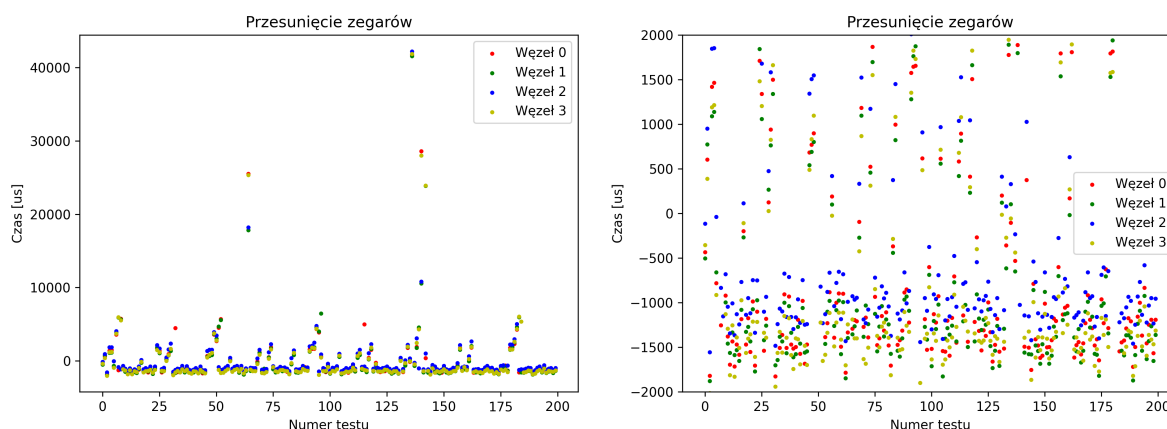 Przesunięcie zegarów
Czas [us]
40000
30000
20000
10000
0
Węzeł 0
Węzeł 1
Węzeł 2
Węzeł 3
0 25 50 75 100 125 150 175 200
Numer testu
Przesunięcie zegarów
Czas [us]
2000
1500
1000
500
0
−500
−1000
−1500
−2000
Węzeł 0
Węzeł 1
Węzeł 2
Węzeł 3
0 25 50 75 100 125 150 175 200
Numer testu